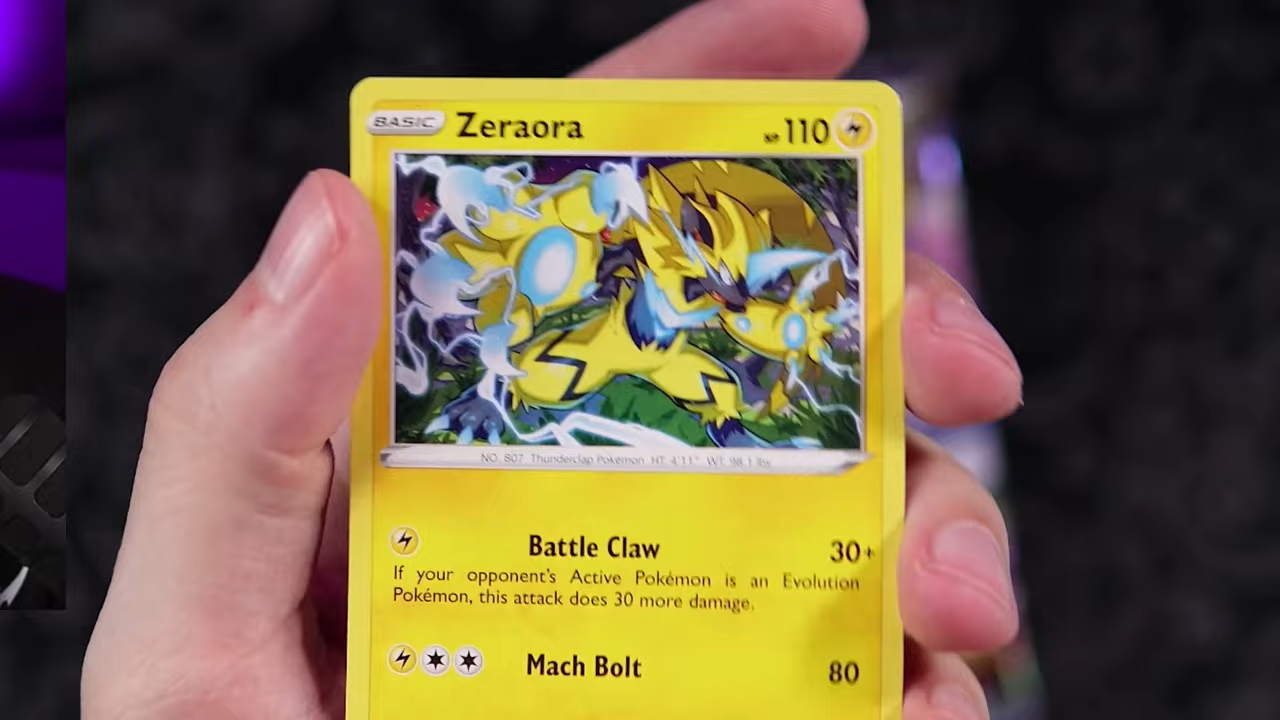 BASIC Zeraora HP 110
NO. 807 Thunderclap Pokémon HT: 4'11" WT: 98.1 lbs
Battle Claw 30+
If your opponent's Active Pokémon is an Evolution
Pokémon, this attack does 30 more damage.
Mach Bolt 80